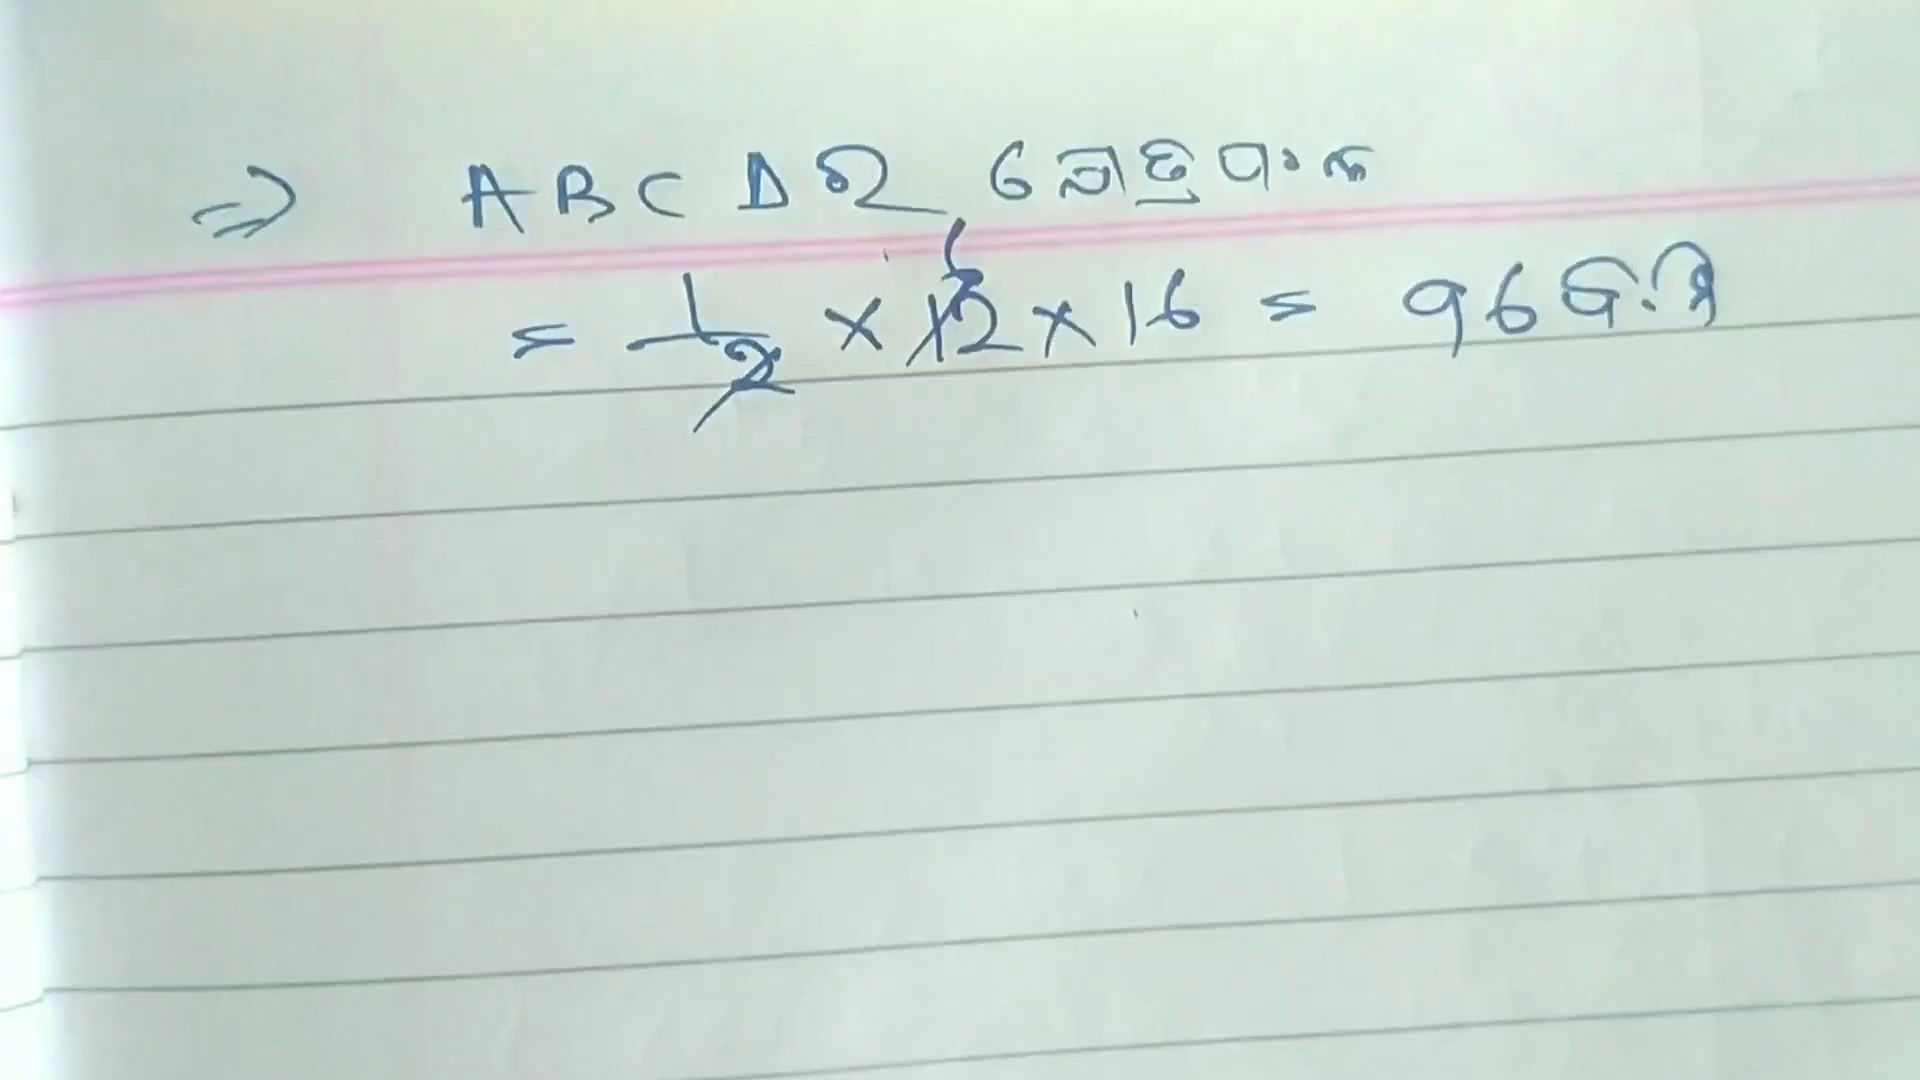 ⇒ ABCD ର କ୍ଷେତ୍ରଫଳ
= 1/2 × 12 × 16 = 96 ବ.ମି